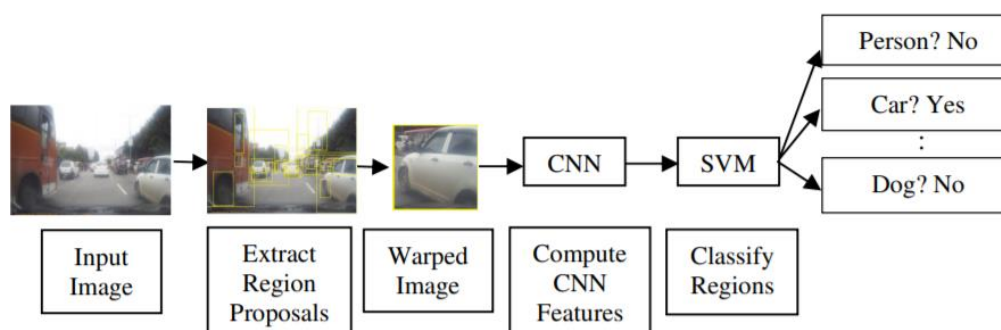 Person? No
Car? Yes
:
Dog? No
CNN
SVM
Input
Image
Extract
Region
Proposals
Warped
Image
Compute
CNN
Features
Classify
Regions